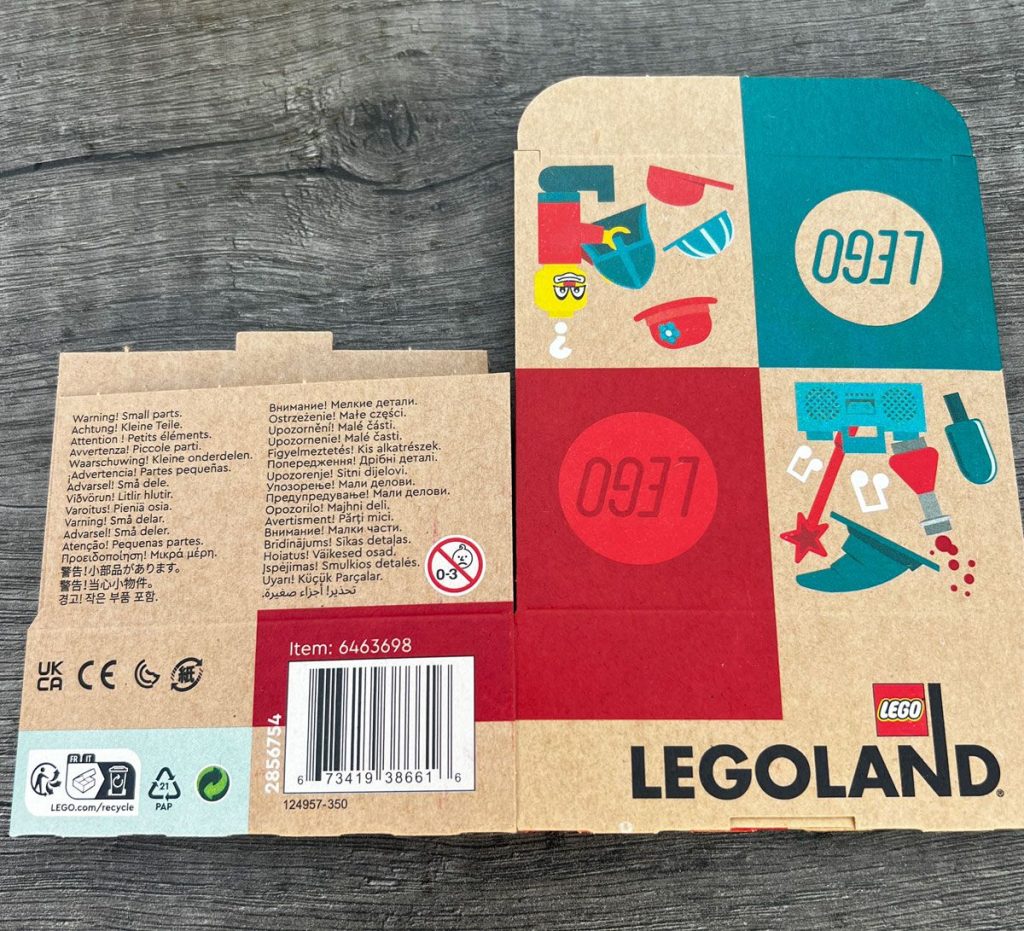 Warning! Small parts.
Achtung! Kleine Teile.
Attention ! Petits éléments.
Avvertenza! Piccole parti.
Waarschuwing! Kleine onderdelen.
¡Advertencia! Partes pequeñas.
Advarsel! Små dele.
Viðvörun! Litlir hlutir.
Varoitus! Pieniä osia.
Varning! Små delar.
Advarsel! Små deler.
Atenção! Pequenas partes.
Προειδοποίηση! Μικρά μέρη.
警告!小部品があります。
警告!当心小物件。
경고! 작은 부품 포함.
Внимание! Мелкие детали.
Ostrzeżenie! Małe części.
Upozornění! Malé části.
Upozornenie! Malé časti.
Figyelmeztetés! Kis alkatrészek.
Попередження! Дрібні деталі.
Upozorenje! Sitni dijelovi.
Упозорење! Мали делови.
Предупредување! Мали делови.
Opozorilo! Majhni deli.
Avertisment! Părți mici.
Внимание! Малки части.
Brīdinājums! Sīkas detaļas.
Hoiatus! Väikesed osad.
Įspėjimas! Smulkios detalės.
Uyarı! Küçük Parçalar.
تحذير! أجزاء صغيرة.
0-3
UK
CA
CE
紙
FR IT
LEGO.com/recycle
21
PAP
Item: 6463698
2856754
6 73419 38661 6
124957-350
LEGO
LEGO
LEGO
LEGOLAND®